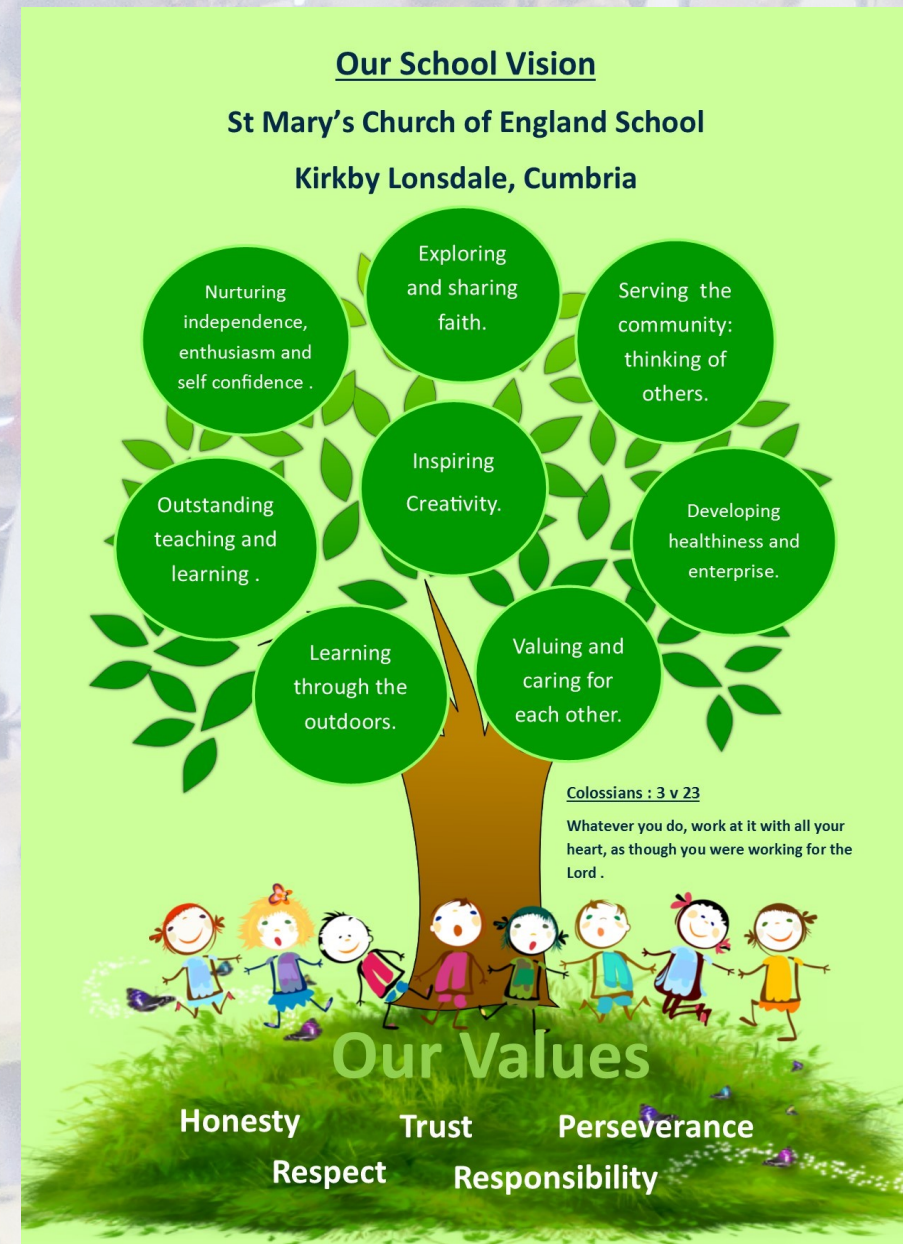 Our School Vision
St Mary's Church of England School
Kirkby Lonsdale, Cumbria
Nurturing
independence,
enthusiasm and
self confidence .
Exploring
and sharing
faith.
Serving the
community:
thinking of
others.
Outstanding
teaching and
learning .
Inspiring
Creativity.
Developing
healthiness and
enterprise.
Learning
through the
outdoors.
Valuing and
caring for
each other.
Colossians : 3 v 23
Whatever you do, work at it with all your
heart, as though you were working for the
Lord .
Our Values
Honesty Trust Perseverance
Respect Responsibility